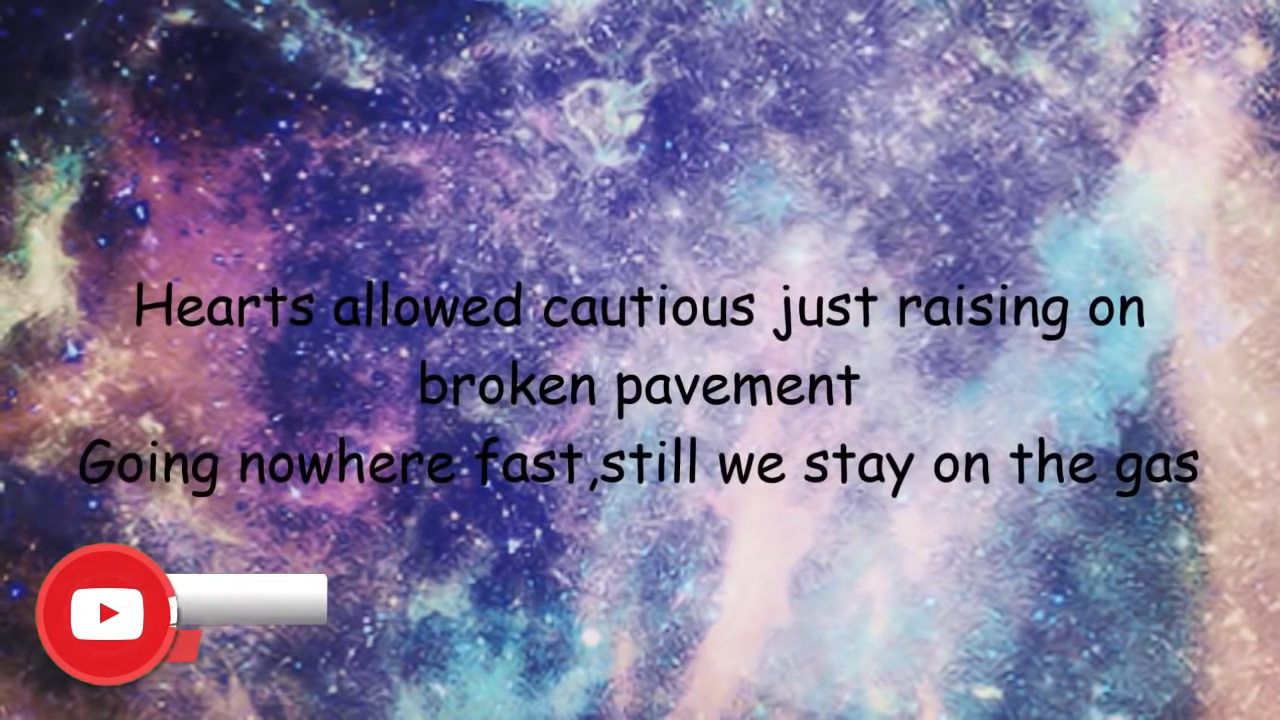 Hearts allowed cautious just raising on
broken pavement
Going nowhere fast,still we stay on the gas